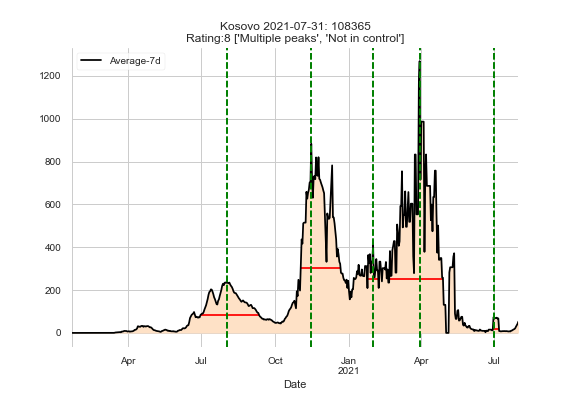 Kosovo 2021-07-31: 108365
Rating:8 ['Multiple peaks', 'Not in control']
Average-7d
1200
1000
800
600
400
200
0
Apr
Jul
Oct
Jan
2021
Apr
Jul
Date